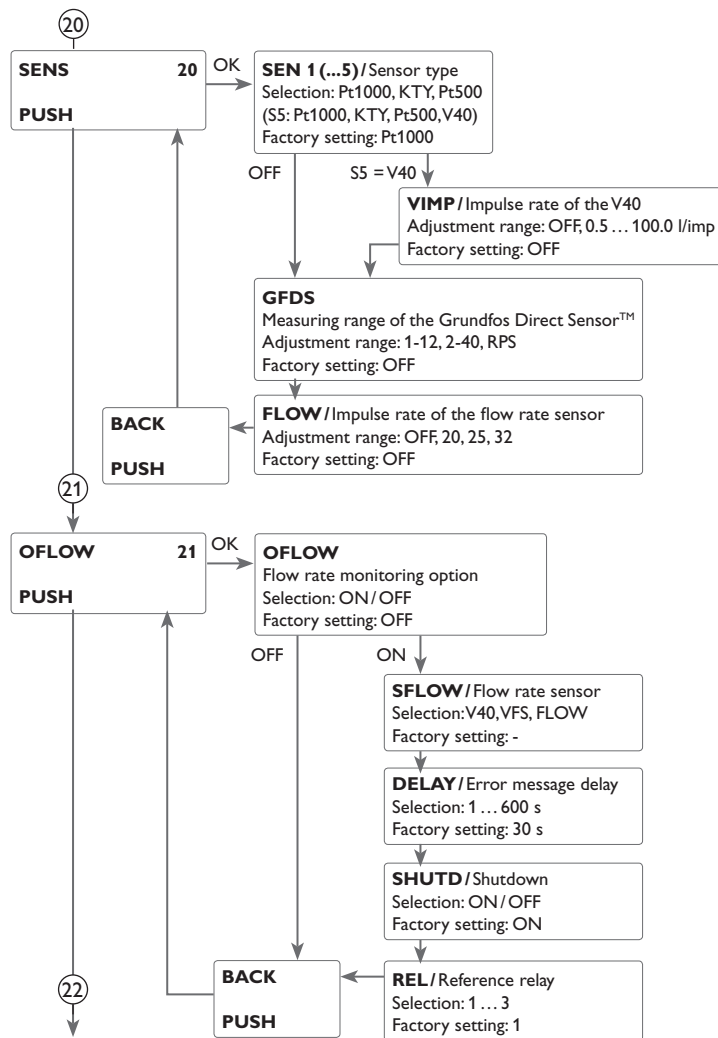 20
SENS 20
PUSH
OK
SEN 1 (...5) / Sensor type
Selection: Pt1000, KTY, Pt500
(S5: Pt1000, KTY, Pt500, V40)
Factory setting: Pt1000
OFF
S5 = V40
VIMP / Impulse rate of the V40
Adjustment range: OFF, 0.5 … 100.0 l/imp
Factory setting: OFF
GFDS
Measuring range of the Grundfos Direct Sensor™
Adjustment range: 1-12, 2-40, RPS
Factory setting: OFF
FLOW / Impulse rate of the flow rate sensor
Adjustment range: OFF, 20, 25, 32
Factory setting: OFF
BACK
PUSH
21
OFLOW 21
PUSH
OK
OFLOW
Flow rate monitoring option
Selection: ON / OFF
Factory setting: OFF
OFF
ON
SFLOW / Flow rate sensor
Selection: V40, VFS, FLOW
Factory setting: -
DELAY / Error message delay
Selection: 1 … 600 s
Factory setting: 30 s
SHUTD / Shutdown
Selection: ON / OFF
Factory setting: ON
REL / Reference relay
Selection: 1 … 3
Factory setting: 1
BACK
PUSH
22